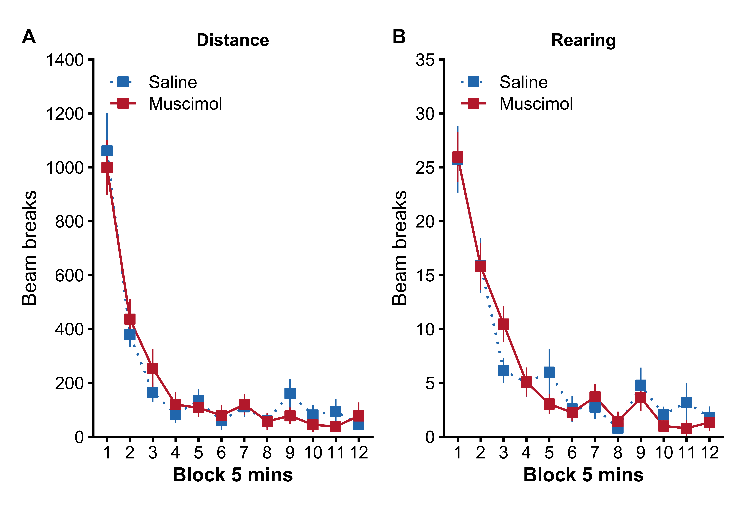 A
Distance
Beam breaks
1400
1200
1000
800
600
400
200
0
Saline
Muscimol
1 2 3 4 5 6 7 8 9 10 11 12
Block 5 mins
B
Rearing
Beam breaks
35
30
25
20
15
10
5
0
Saline
Muscimol
1 2 3 4 5 6 7 8 9 10 11 12
Block 5 mins